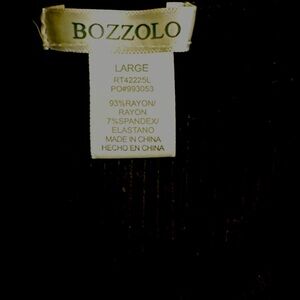 BOZZOLO
LARGE
RT42225L
PO#993053
93%RAYON/
RAYON
7%SPANDEX/
ELASTANO
MADE IN CHINA
HECHO EN CHINA